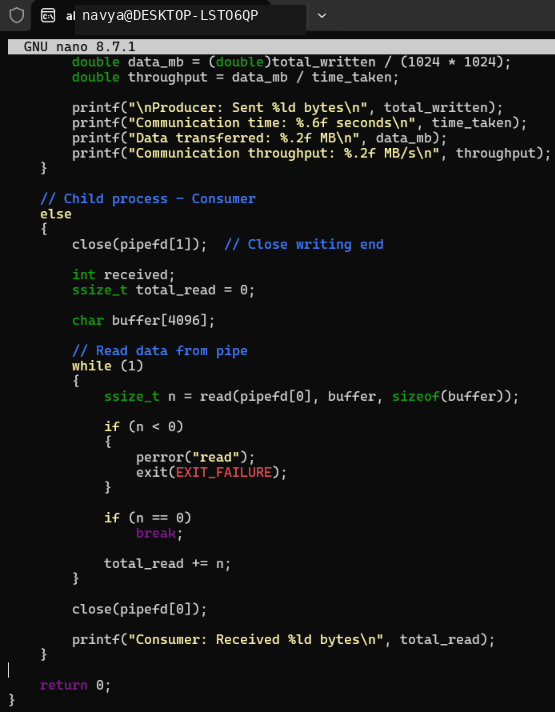 navya@DESKTOP-LSTO6QP
GNU nano 8.7.1
double data_mb = (double)total_written / (1024 * 1024);
double throughput = data_mb / time_taken;
printf("\nProducer: Sent %ld bytes\n", total_written);
printf("Communication time: %.6f seconds\n", time_taken);
printf("Data transferred: %.2f MB\n", data_mb);
printf("Communication throughput: %.2f MB/s\n", throughput);
}
// Child process - Consumer
else
{
close(pipefd[1]);  // Close writing end
int received;
ssize_t total_read = 0;
char buffer[4096];
// Read data from pipe
while (1)
{
ssize_t n = read(pipefd[0], buffer, sizeof(buffer));
if (n < 0)
{
perror("read");
exit(EXIT_FAILURE);
}
if (n == 0)
break;
total_read += n;
}
close(pipefd[0]);
printf("Consumer: Received %ld bytes\n", total_read);
}
return 0;
}